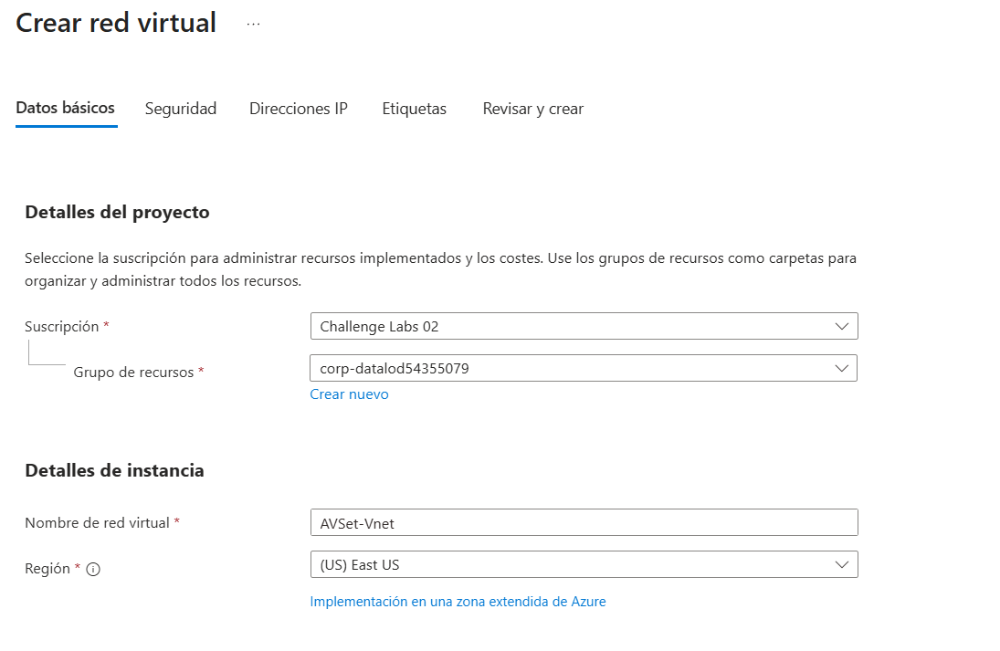 Crear red virtual ...
Datos básicos Seguridad Direcciones IP Etiquetas Revisar y crear
Detalles del proyecto
Seleccione la suscripción para administrar recursos implementados y los costes. Use los grupos de recursos como carpetas para
organizar y administrar todos los recursos.
Suscripción * Challenge Labs 02
Grupo de recursos * corp-datalod54355079
Crear nuevo
Detalles de instancia
Nombre de red virtual * AVSet-Vnet
Región * (US) East US
Implementación en una zona extendida de Azure